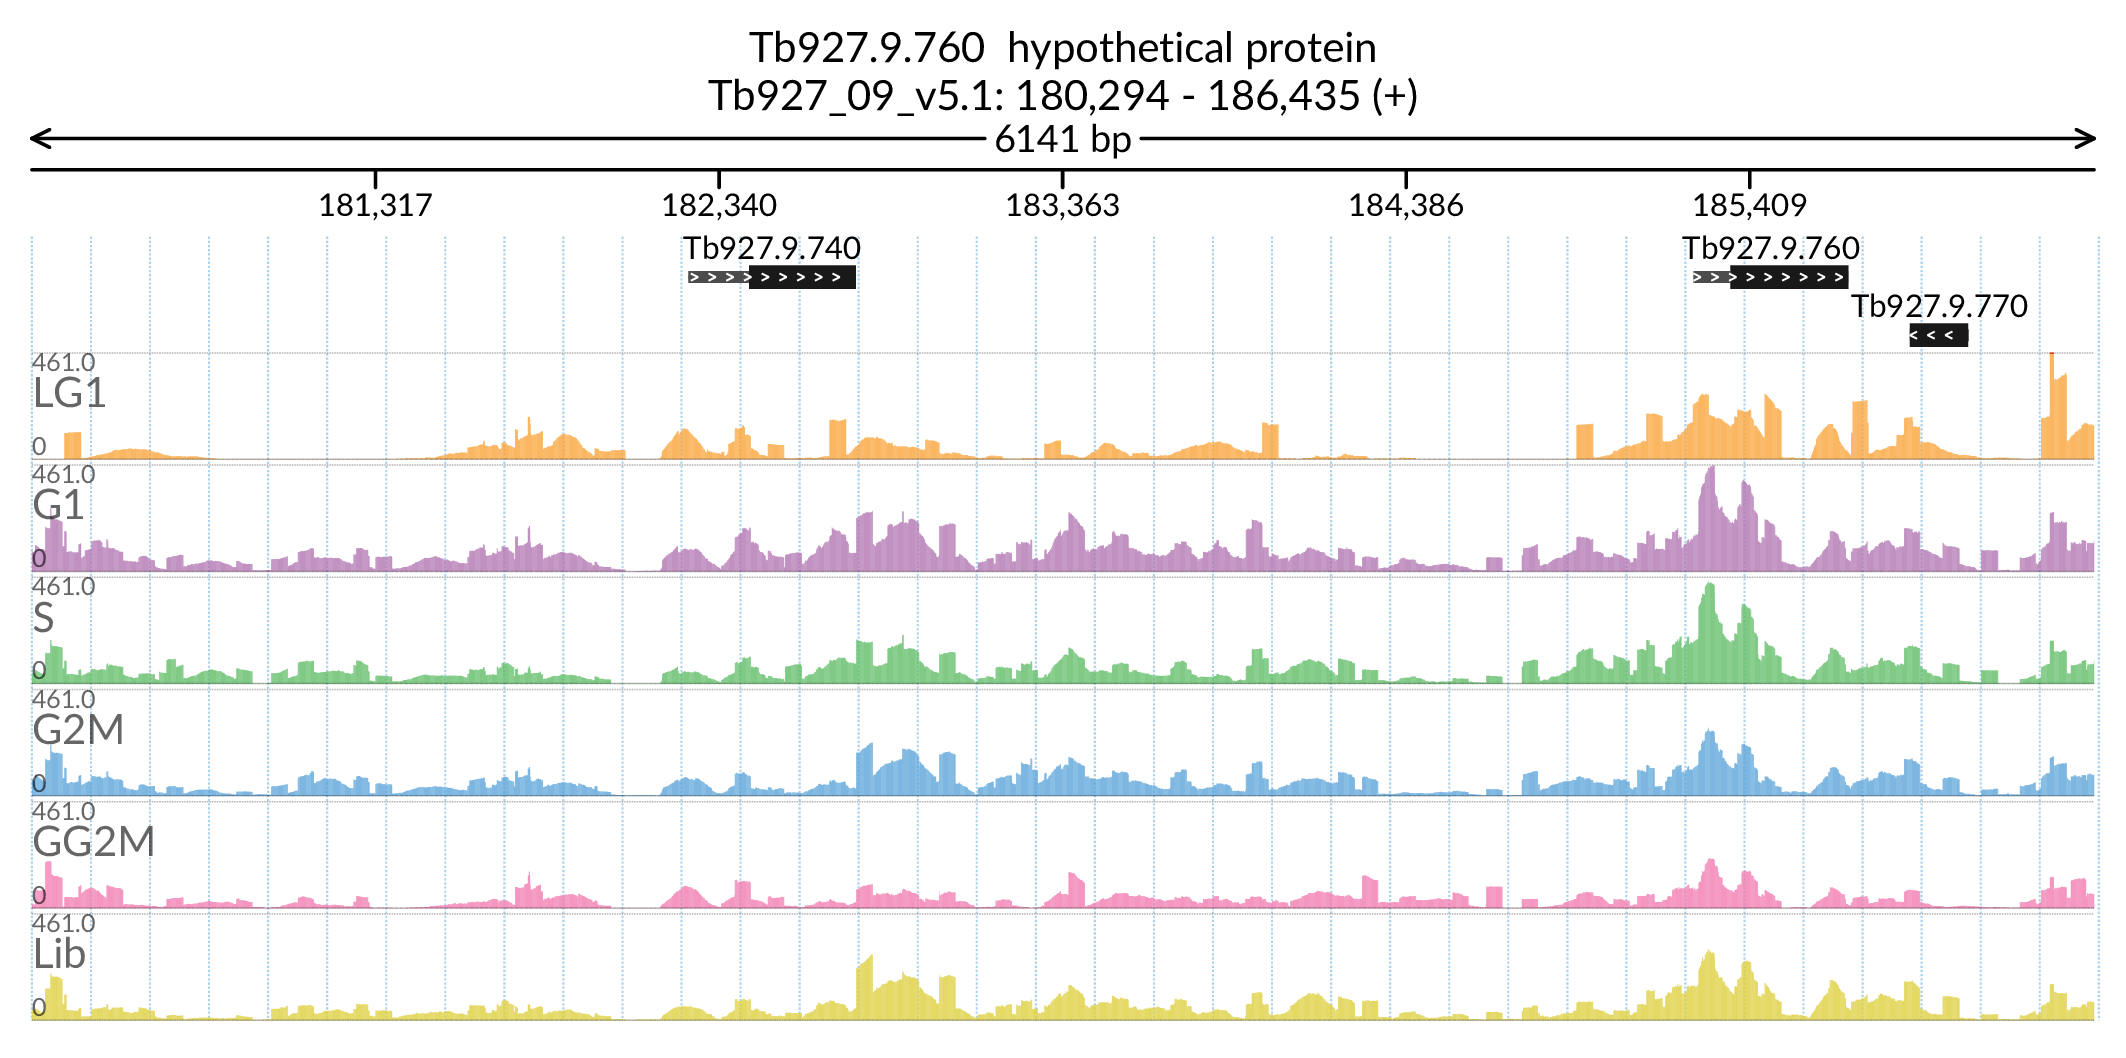 Tb927.9.760 hypothetical protein
Tb927_09_v5.1: 180,294 - 186,435 (+)
6141 bp
181,317 182,340 183,363 184,386 185,409
Tb927.9.740 Tb927.9.760
Tb927.9.770
461.0
LG1
0
461.0
G1
0
461.0
S
0
461.0
G2M
0
461.0
GG2M
0
461.0
Lib
0